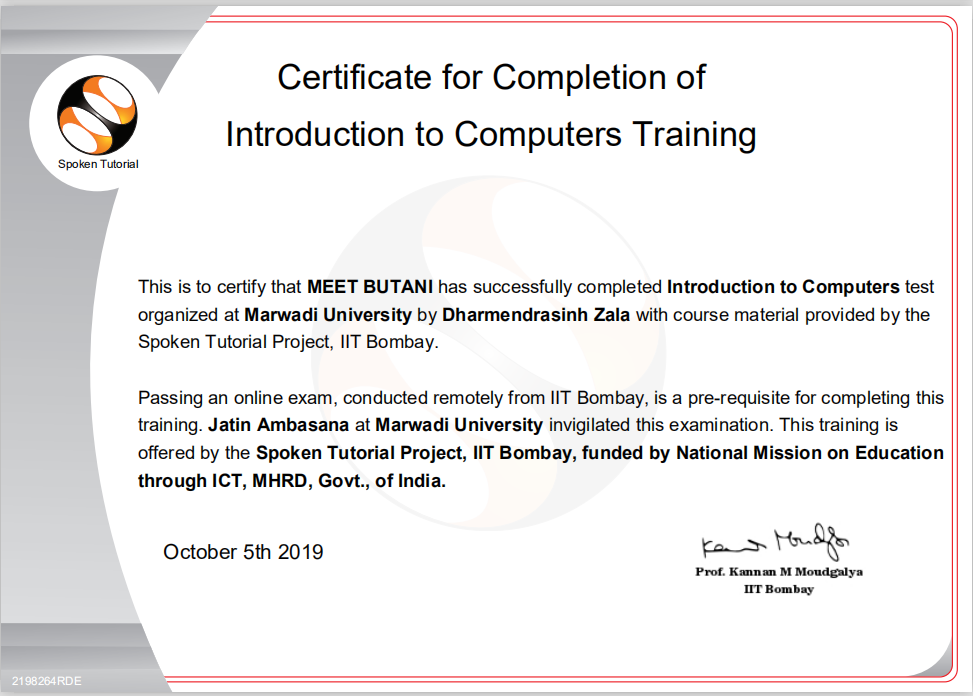 Certificate for Completion of
Introduction to Computers Training
Spoken Tutorial
This is to certify that MEET BUTANI has successfully completed Introduction to Computers test
organized at Marwadi University by Dharmendrasinh Zala with course material provided by the
Spoken Tutorial Project, IIT Bombay.
Passing an online exam, conducted remotely from IIT Bombay, is a pre-requisite for completing this
training. Jatin Ambasana at Marwadi University invigilated this examination. This training is
offered by the Spoken Tutorial Project, IIT Bombay, funded by National Mission on Education
through ICT, MHRD, Govt., of India.
October 5th 2019
Prof. Kannan M Moudgalya
IIT Bombay
2198264RDE